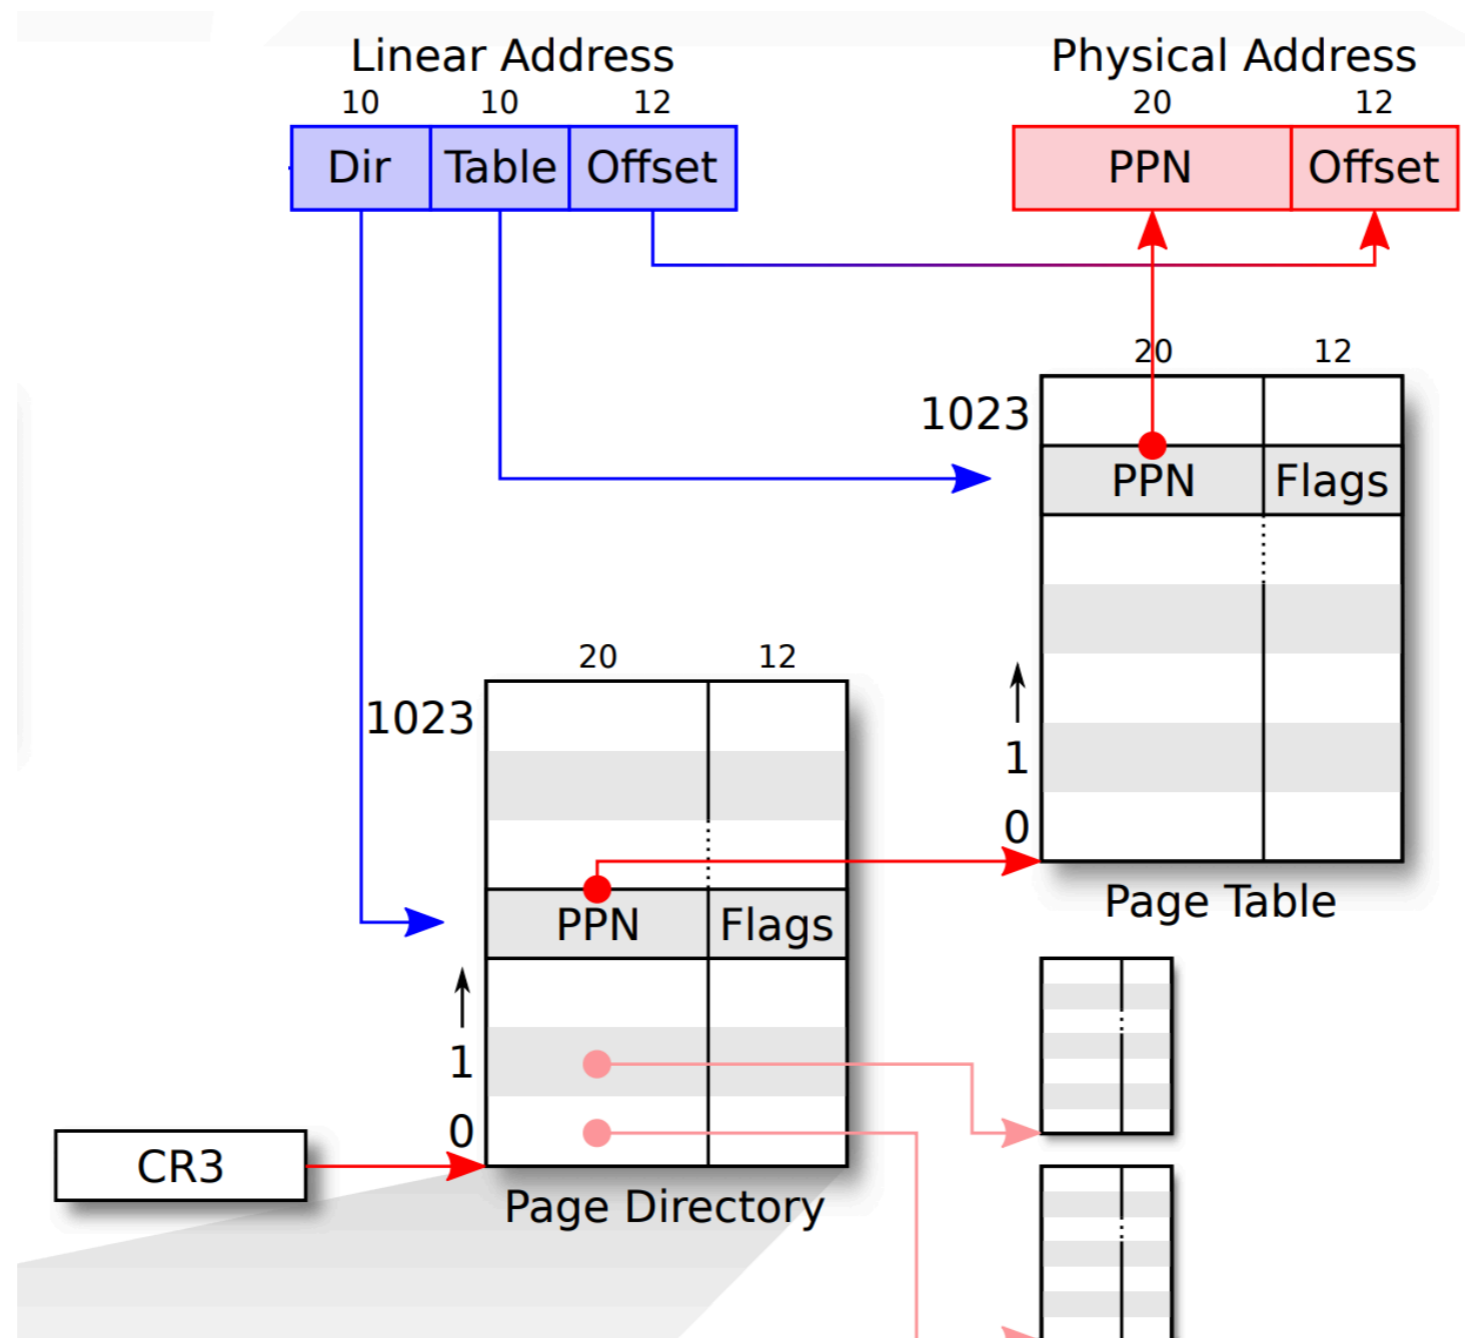 Linear Address
Physical Address
10 10 12
20 12
Dir Table Offset
PPN Offset
20 12
1023
PPN Flags
20 12
1023
1
0
Page Table
PPN Flags
1
0
CR3
Page Directory